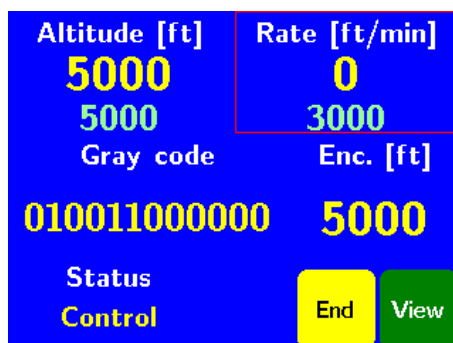 Altitude [ft] Rate [ft/min]
5000 0
5000 3000
Gray code Enc. [ft]
010011000000 5000
Status
Control End View